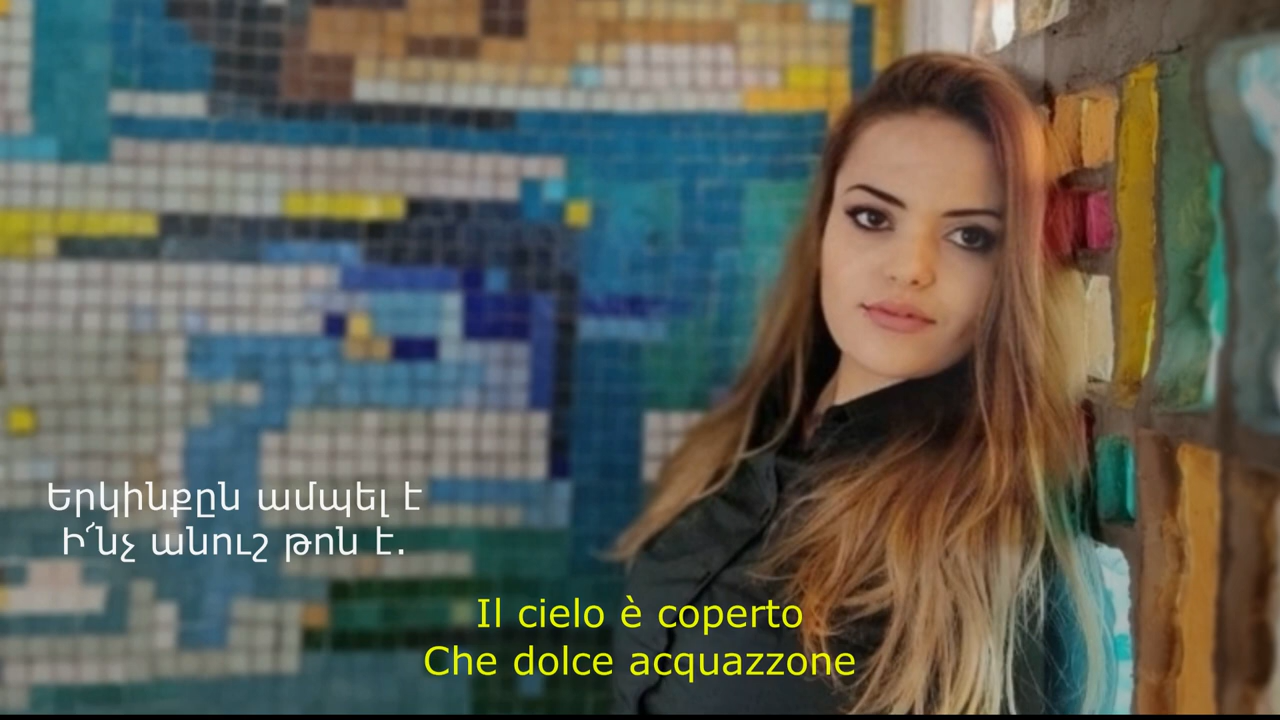 Երկինքըն ամպել է
Ի՜նչ անուշ թոն է.
Il cielo è coperto
Che dolce acquazzone